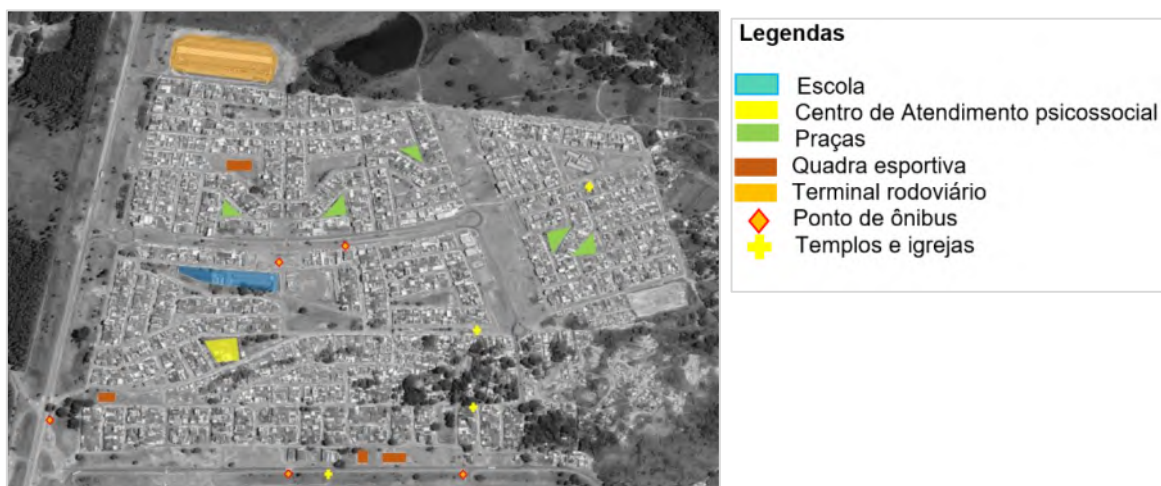 Legendas
Escola
Centro de Atendimento psicossocial
Praças
Quadra esportiva
Terminal rodoviário
Ponto de ônibus
Templos e igrejas